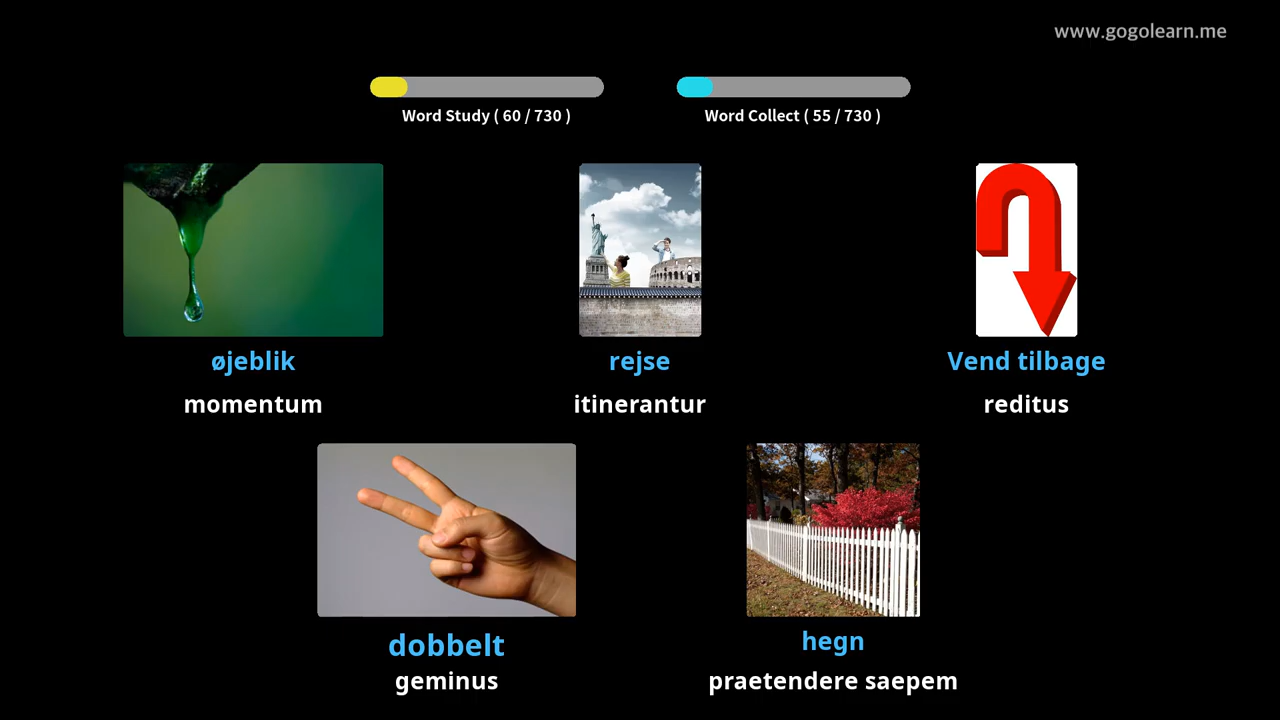 www.gogolearn.me
Word Study ( 60 / 730 )
Word Collect ( 55 / 730 )
øjeblik
rejse
Vend tilbage
momentum
itinerantur
reditus
dobbelt
hegn
geminus
praetendere saepem